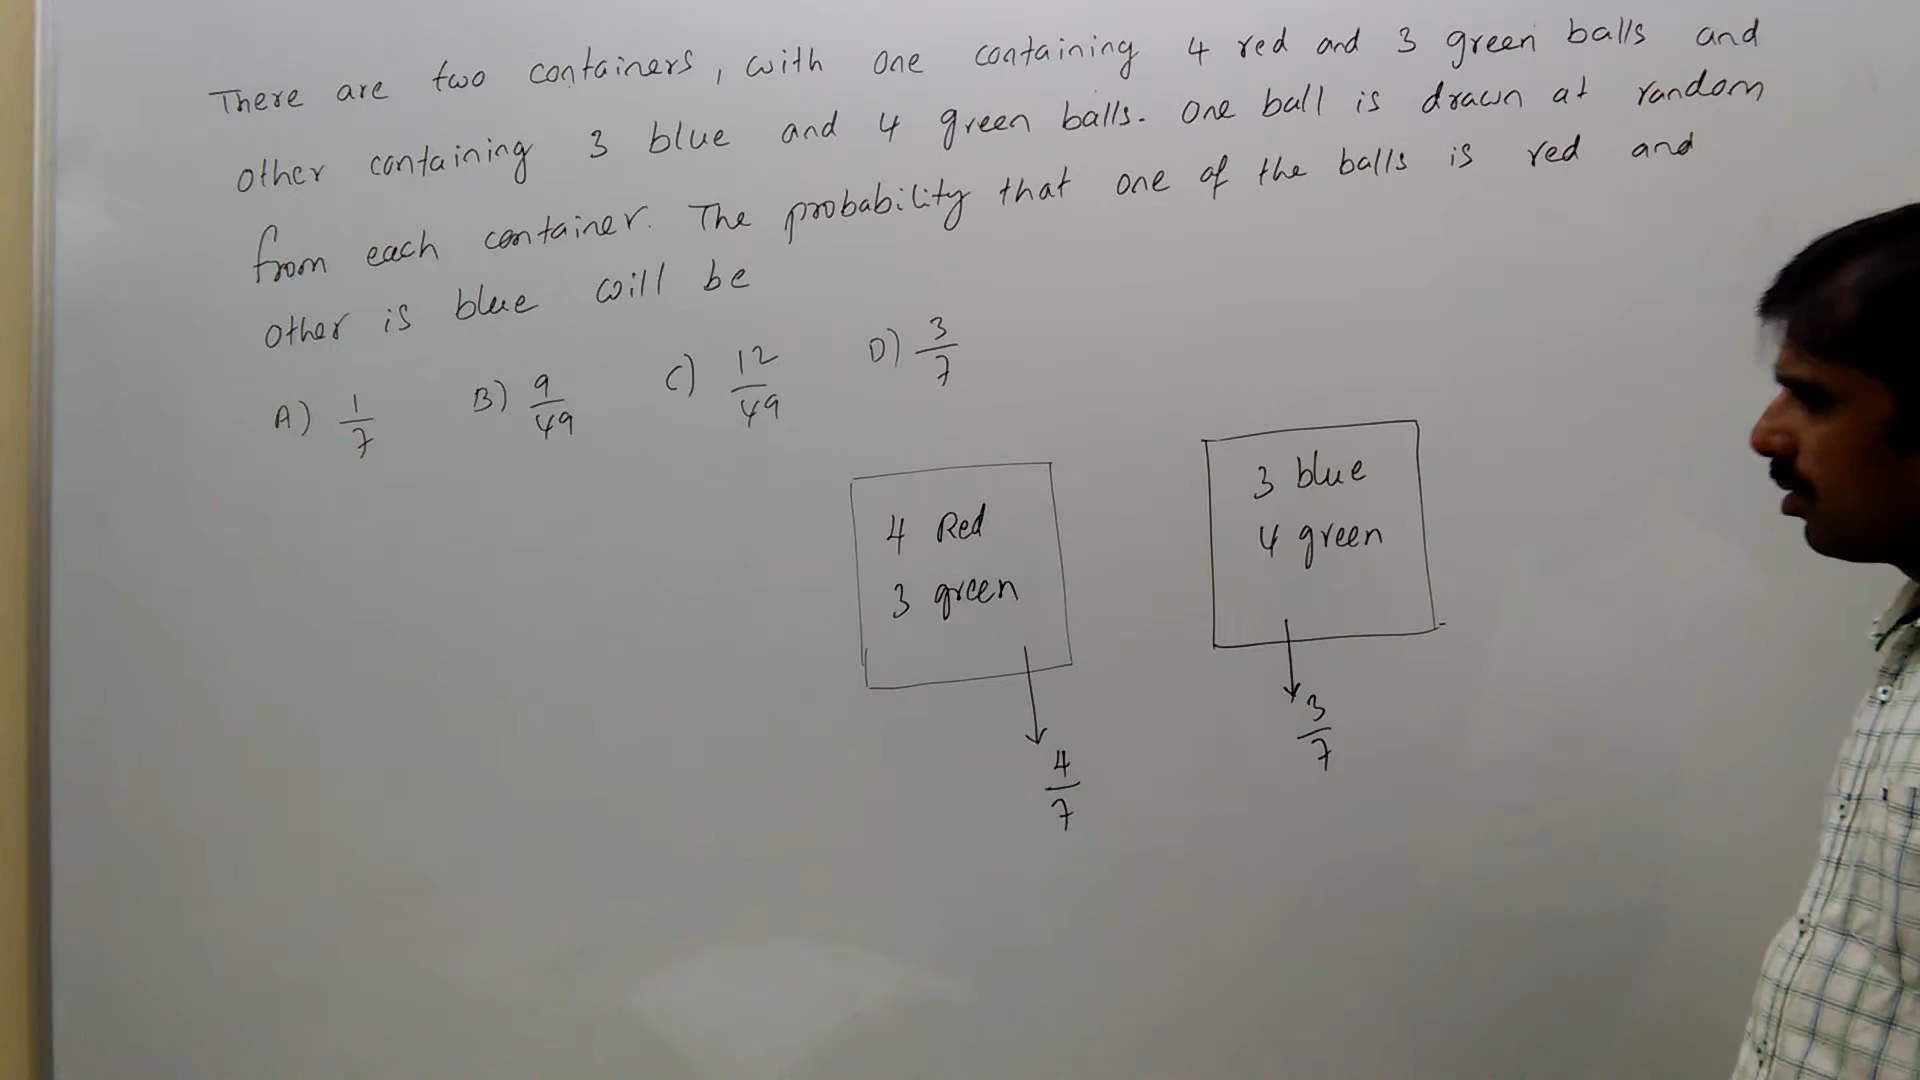 There are two containers, with one containing 4 red and 3 green balls and
other containing 3 blue and 4 green balls. One ball is drawn at random
from each container. The probability that one of the balls is red and
other is blue will be
A) 1/7 B) 9/49 C) 12/49 D) 3/7
4 Red
3 green
4/7
3 blue
4 green
3/7